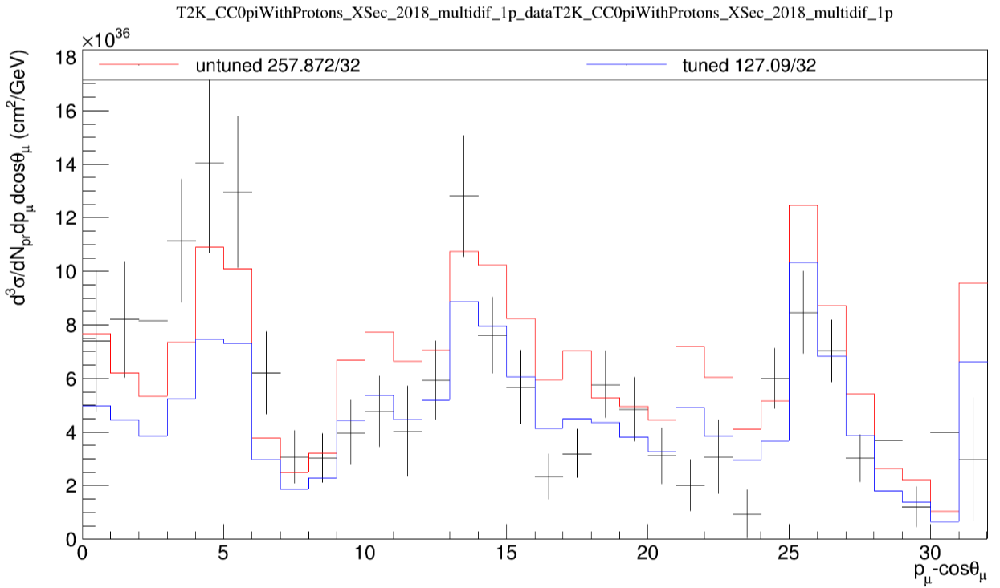 T2K_CC0piWithProtons_XSec_2018_multidif_1p_dataT2K_CC0piWithProtons_XSec_2018_multidif_1p
×10³⁶
untuned 257.872/32
tuned 127.09/32
d³σ/dN_pr dp_μ dcosθ_μ (cm²/GeV)
18
16
14
12
10
8
6
4
2
0
0 5 10 15 20 25 30
p_μ-cosθ_μ